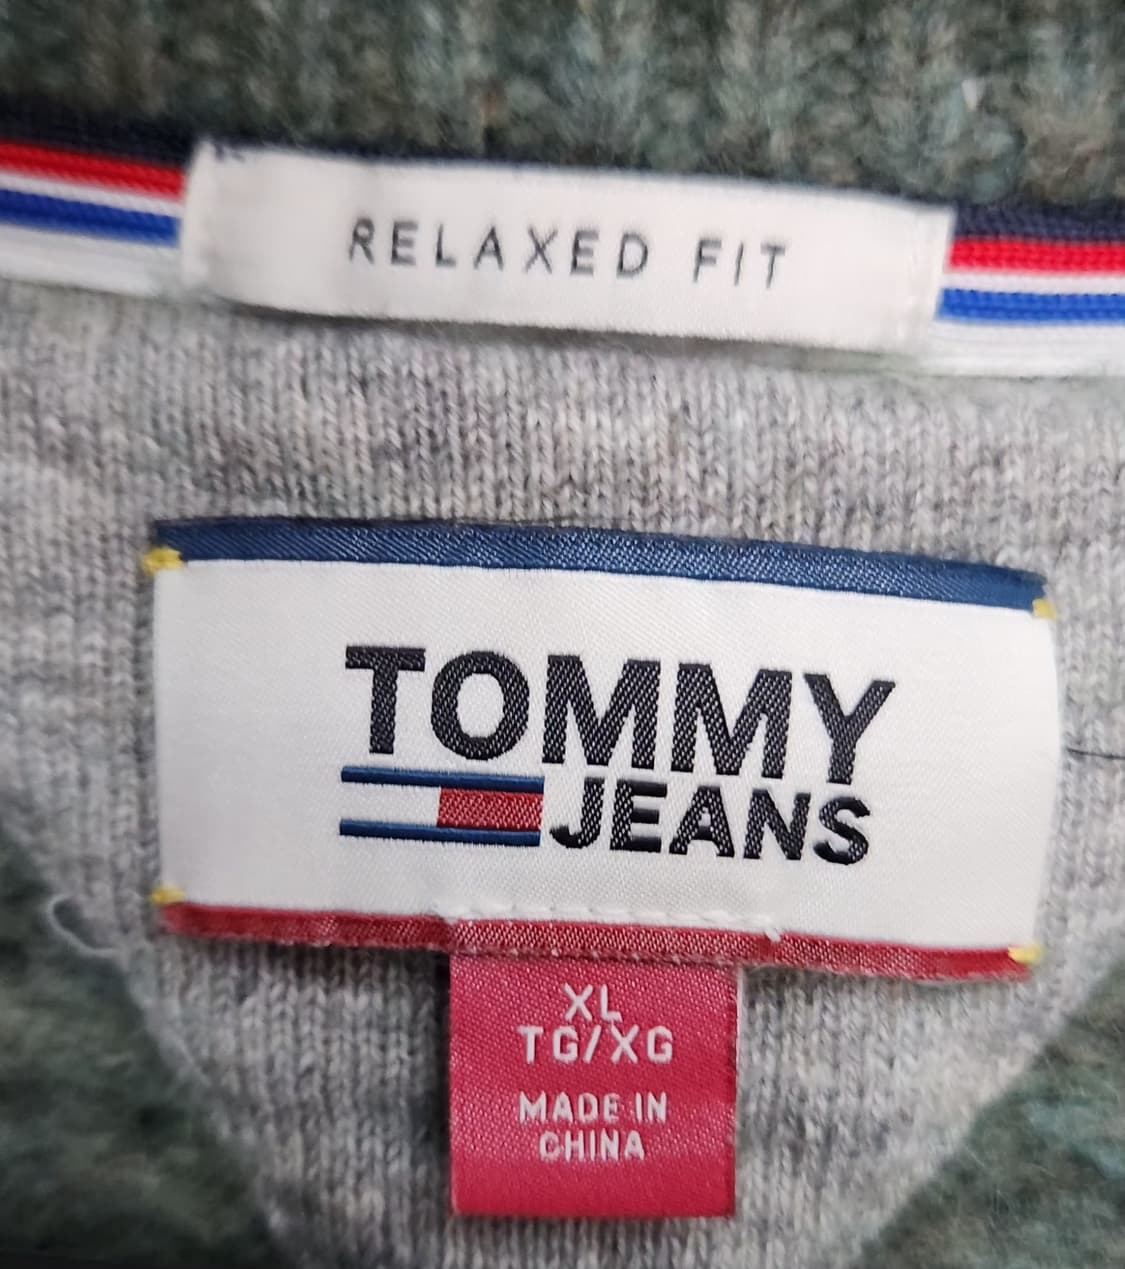 RELAXED FIT
TOMMY
JEANS
XL
TG/XG
MADE IN
CHINA